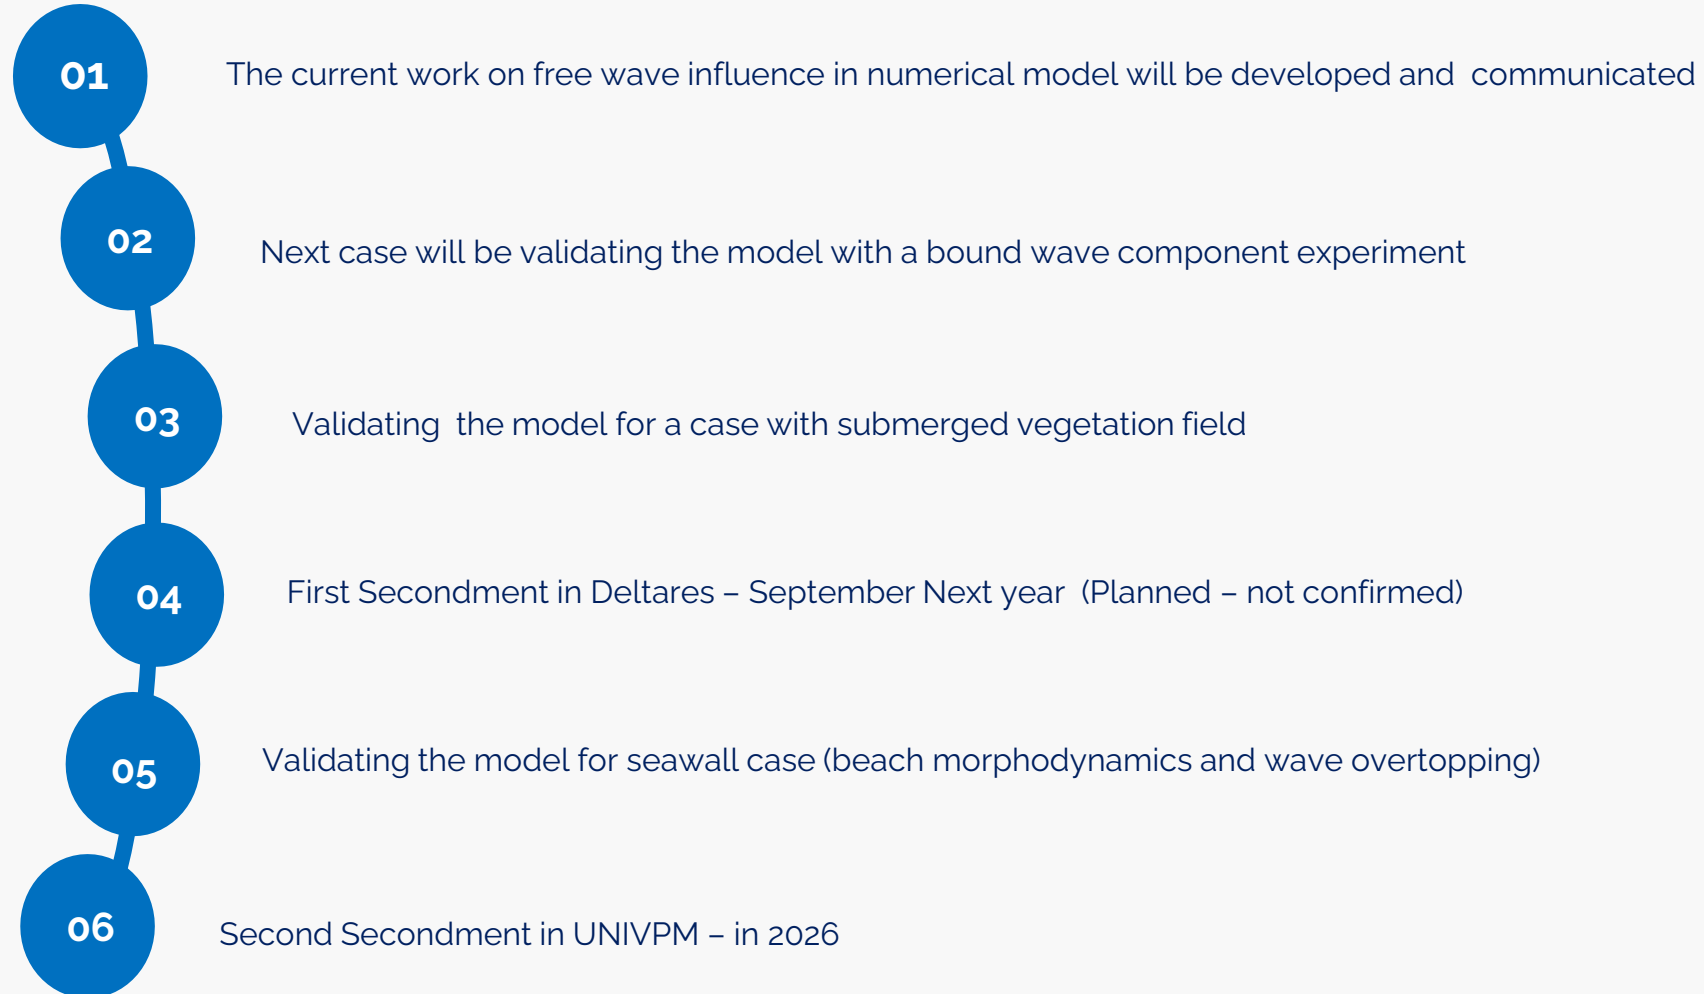 01
The current work on free wave influence in numerical model will be developed and  communicated
02
Next case will be validating the model with a bound wave component experiment
03
Validating  the model for a case with submerged vegetation field
04
First Secondment in Deltares – September Next year  (Planned – not confirmed)
05
Validating the model for seawall case (beach morphodynamics and wave overtopping)
06
Second Secondment in UNIVPM – in 2026